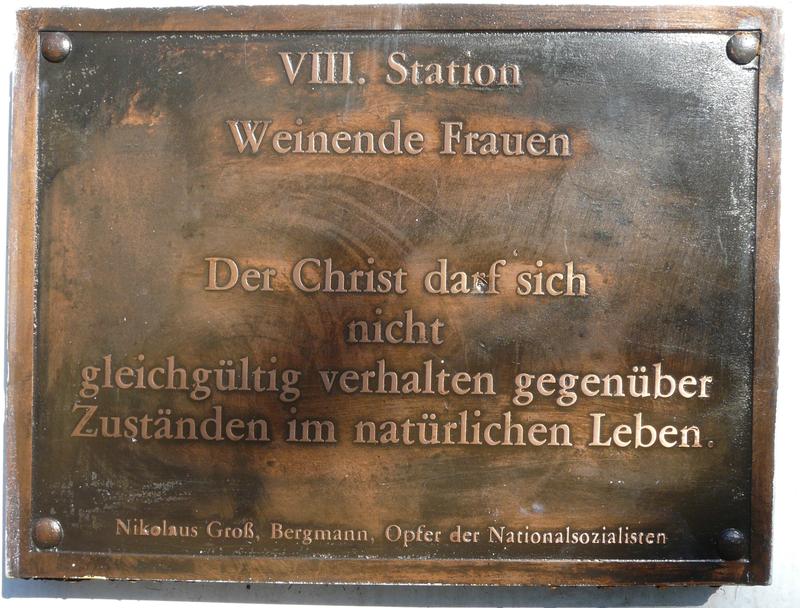 VIII. Station
Weinende Frauen
Der Christ darf sich
nicht
gleichgültig verhalten gegenüber
Zuständen im natürlichen Leben.
Nikolaus Groß, Bergmann, Opfer der Nationalsozialisten